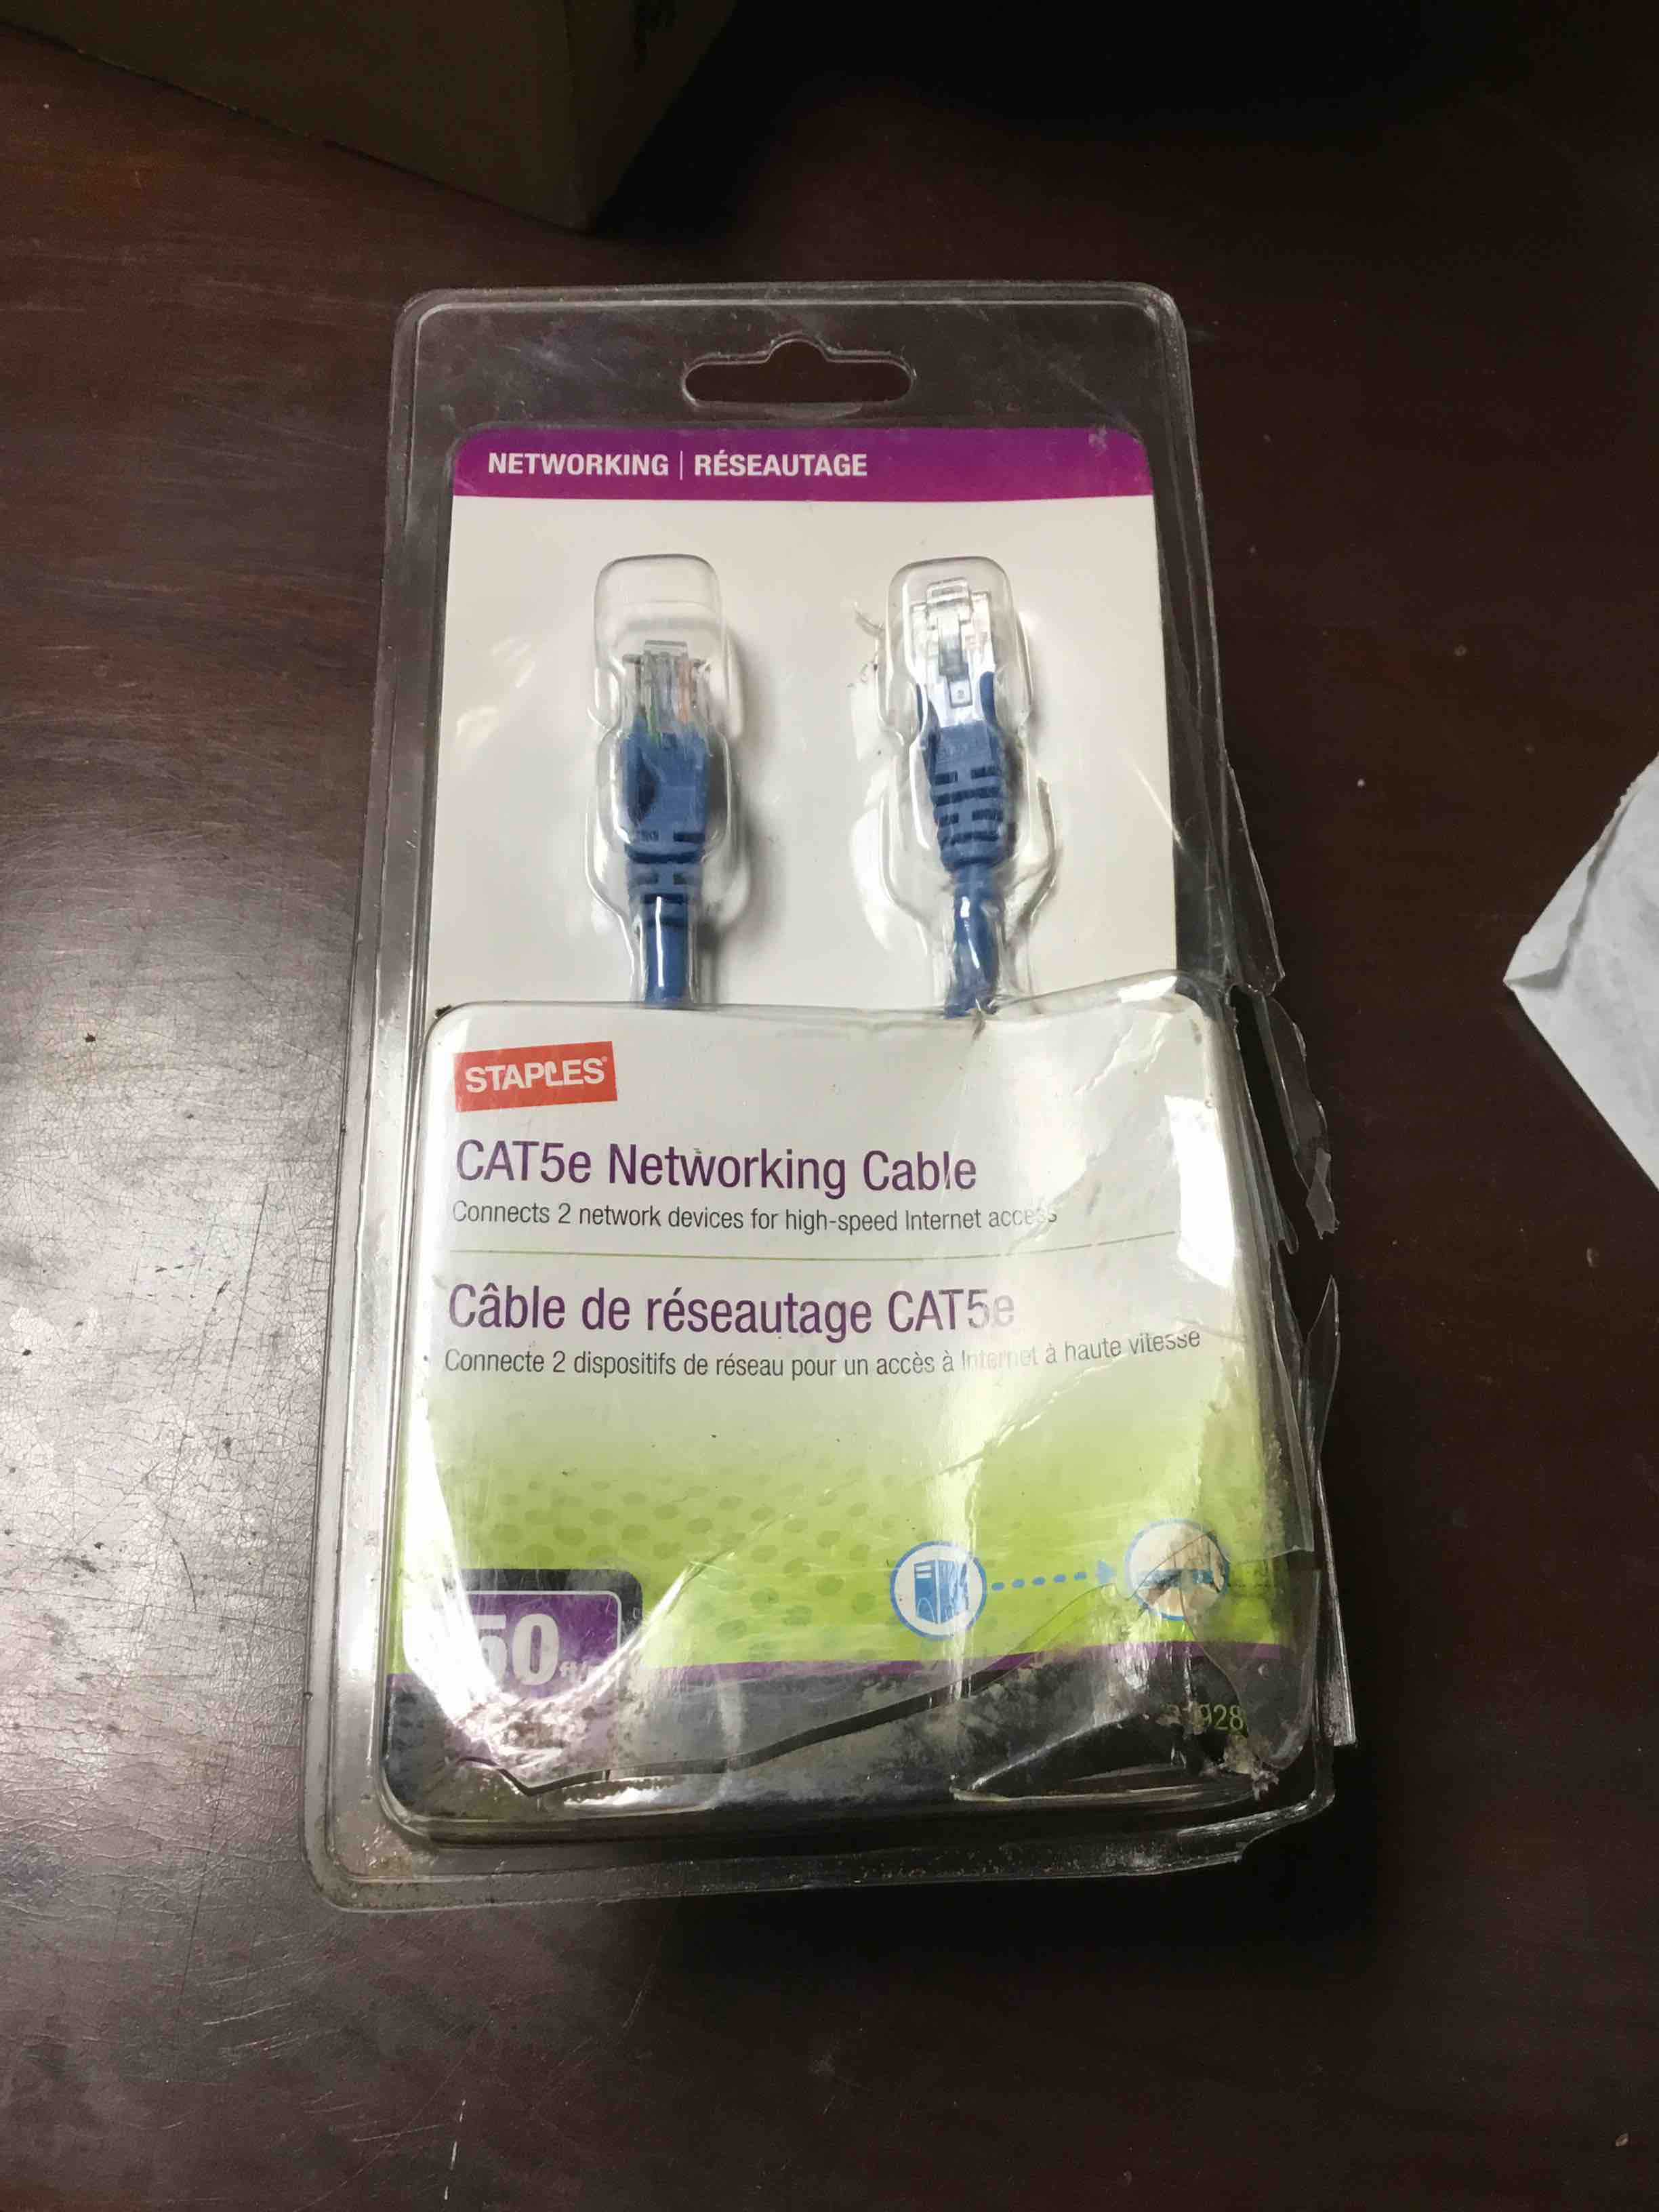 NETWORKING | RÉSEAUTAGE
STAPLES
CAT5e Networking Cable
Connects 2 network devices for high-speed Internet access
Câble de réseautage CAT5e
Connecte 2 dispositifs de réseau pour un accès à Internet à haute vitesse
50